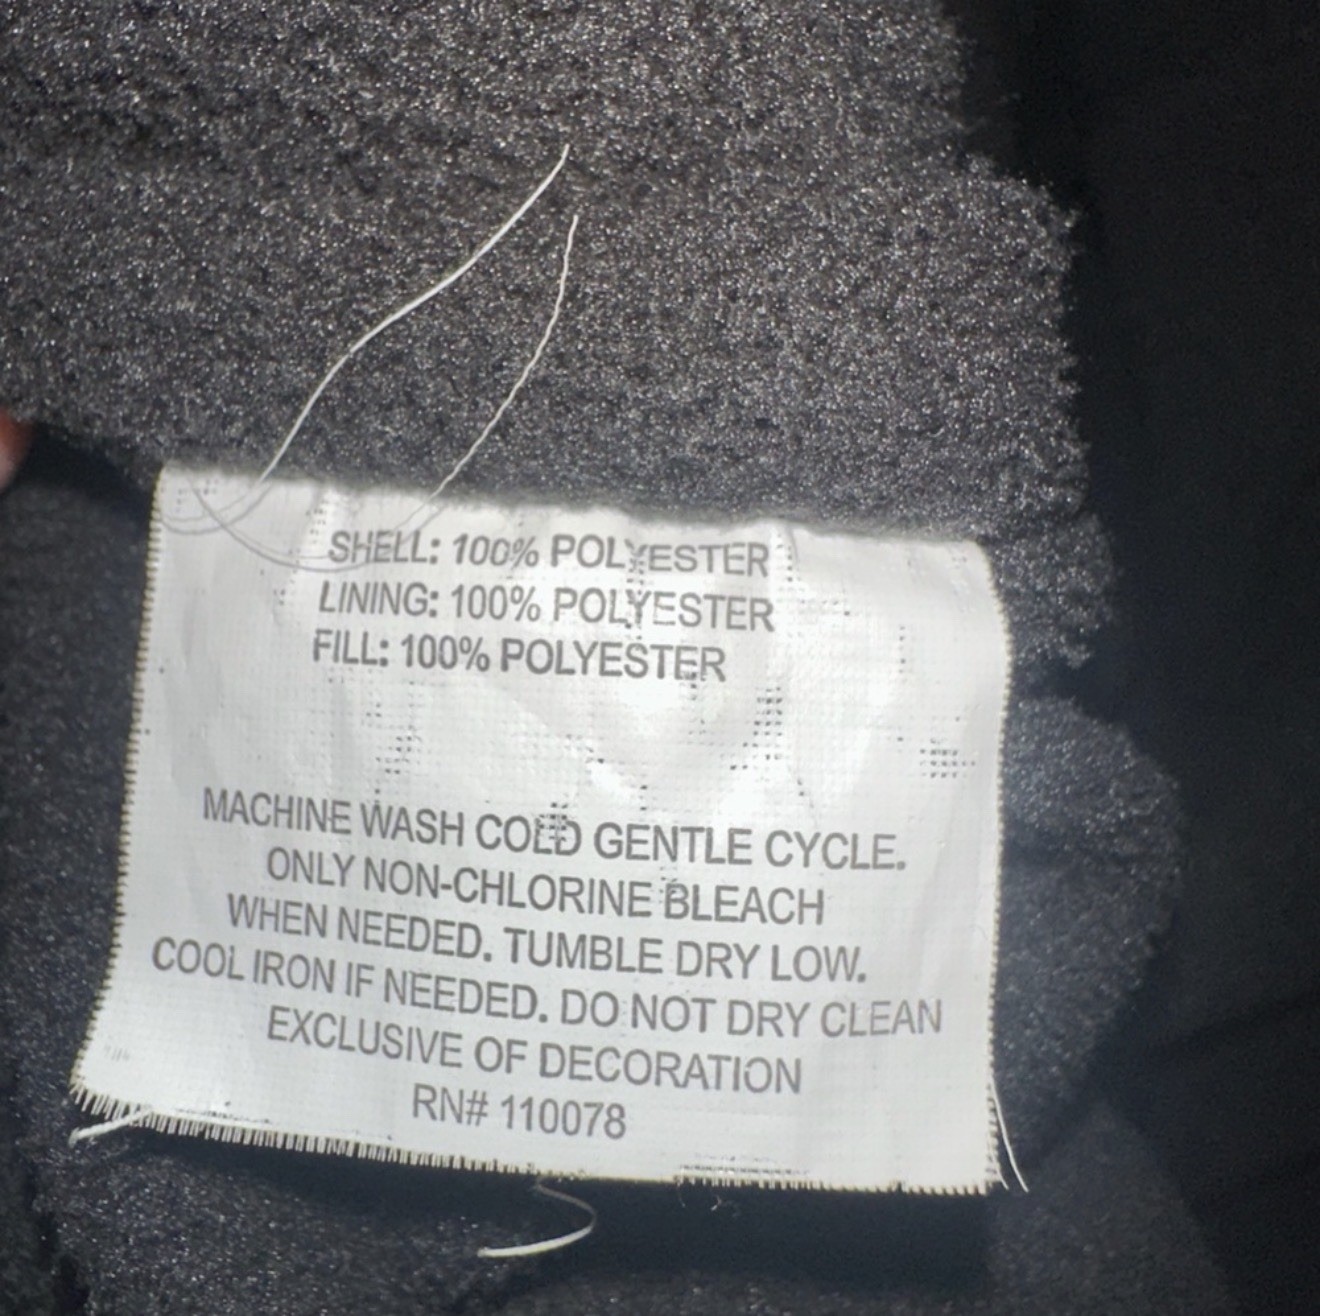 SHELL: 100% POLYESTER
LINING: 100% POLYESTER
FILL: 100% POLYESTER
MACHINE WASH COLD GENTLE CYCLE.
ONLY NON-CHLORINE BLEACH
WHEN NEEDED. TUMBLE DRY LOW.
COOL IRON IF NEEDED. DO NOT DRY CLEAN
EXCLUSIVE OF DECORATION
RN# 110078